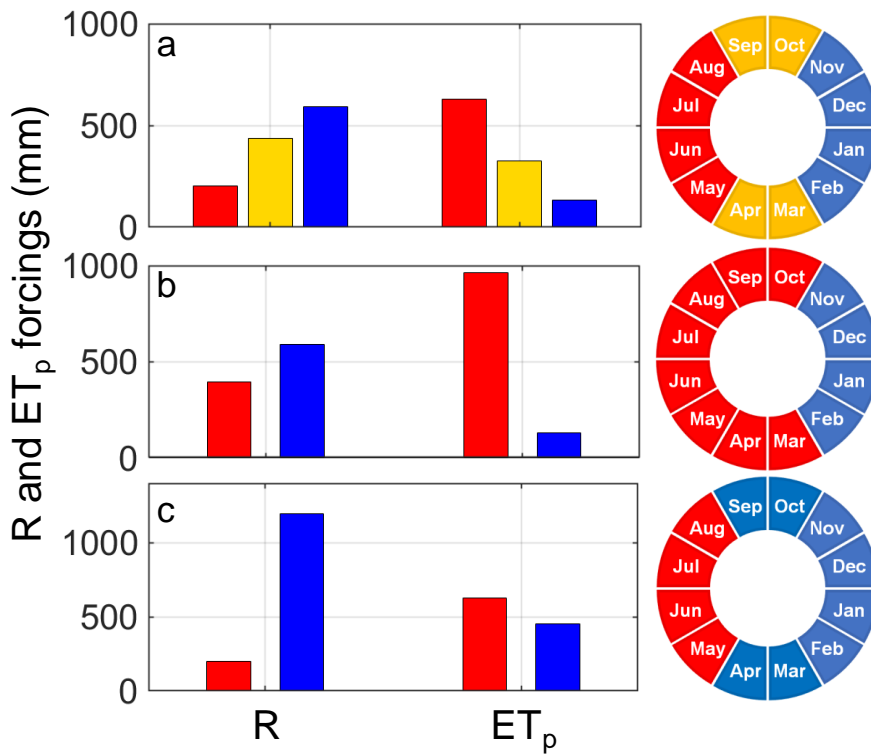 R and ETp forcings (mm)
a
1000
500
0
Sep Oct
Aug Nov
Jul Dec
Jun Jan
May Feb
Apr Mar
b
1000
500
0
Sep Oct
Aug Nov
Jul Dec
Jun Jan
May Feb
Apr Mar
c
1000
500
0
Sep Oct
Aug Nov
Jul Dec
Jun Jan
May Feb
Apr Mar
R ETp